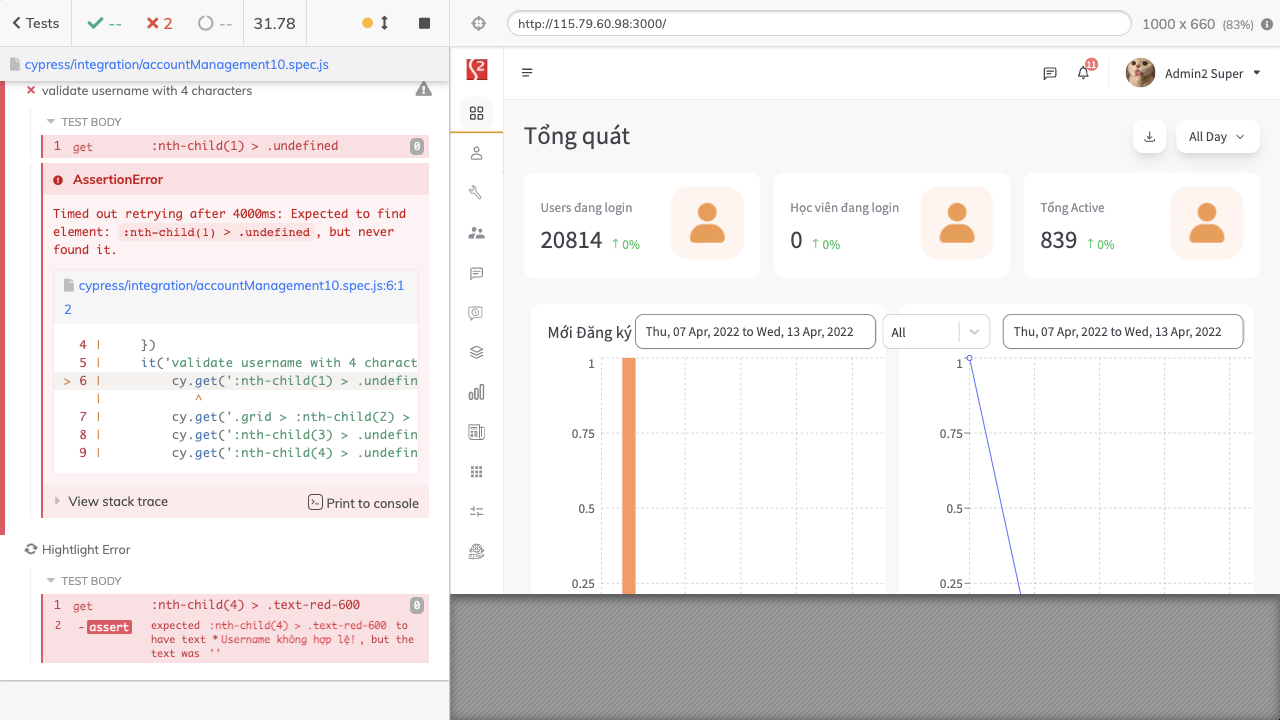 Tests
--
2
--
31.78
cypress/integration/accountManagement10.spec.js
validate username with 4 characters
TEST BODY
1 get :nth-child(1) > .undefined 0
AssertionError
Timed out retrying after 4000ms: Expected to find
element: :nth-child(1) > .undefined, but never
found it.
cypress/integration/accountManagement10.spec.js:6:1
2
4 | })
5 | it('validate username with 4 charact
> 6 | cy.get(':nth-child(1) > .undefin
| ^
7 | cy.get('.grid > :nth-child(2) >
8 | cy.get(':nth-child(3) > .undefin
9 | cy.get(':nth-child(4) > .undefin
View stack trace
Print to console
Hightlight Error
TEST BODY
1 get :nth-child(4) > .text-red-600 0
2 -assert expected :nth-child(4) > .text-red-600 to
have text *Username không hợp lệ!, but the
text was ''
http://115.79.60.98:3000/
1000 x 660 (83%)
S2
11
Admin2 Super
Tổng quát
All Day
Users đang login
20814 ↑ 0%
Học viên đang login
0 ↑ 0%
Tổng Active
839 ↑ 0%
Mới Đăng ký
Thu, 07 Apr, 2022 to Wed, 13 Apr, 2022
All
Thu, 07 Apr, 2022 to Wed, 13 Apr, 2022
1
0.75
0.5
0.25
1
0.75
0.5
0.25